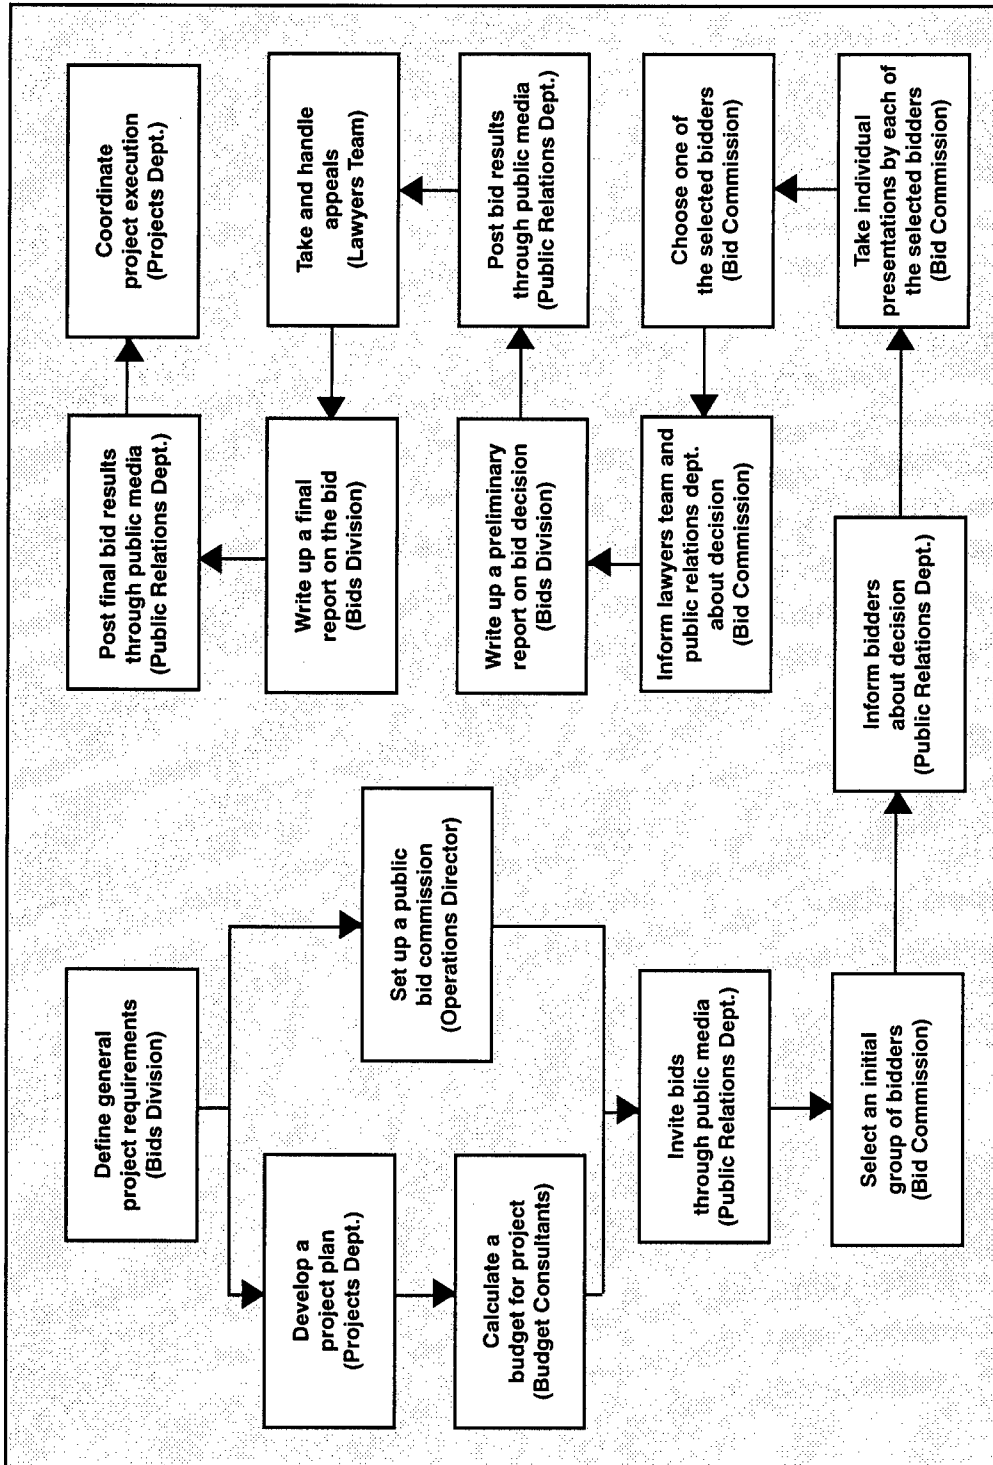 Define general
project requirements
(Bids Division)
Develop a
project plan
(Projects Dept.)
Set up a public
bid commission
(Operations Director)
Calculate a
budget for project
(Budget Consultants)
Invite bids
through public media
(Public Relations Dept.)
Select an initial
group of bidders
(Bid Commission)
Inform bidders
about decision
(Public Relations Dept.)
Take individual
presentations by each of
the selected bidders
(Bid Commission)
Choose one of
the selected bidders
(Bid Commission)
Inform lawyers team and
public relations dept.
about decision
(Bid Commission)
Write up a preliminary
report on bid decision
(Bids Division)
Post bid results
through public media
(Public Relations Dept.)
Take and handle
appeals
(Lawyers Team)
Write up a final
report on the bid
(Bids Division)
Post final bid results
through public media
(Public Relations Dept.)
Coordinate
project execution
(Projects Dept.)